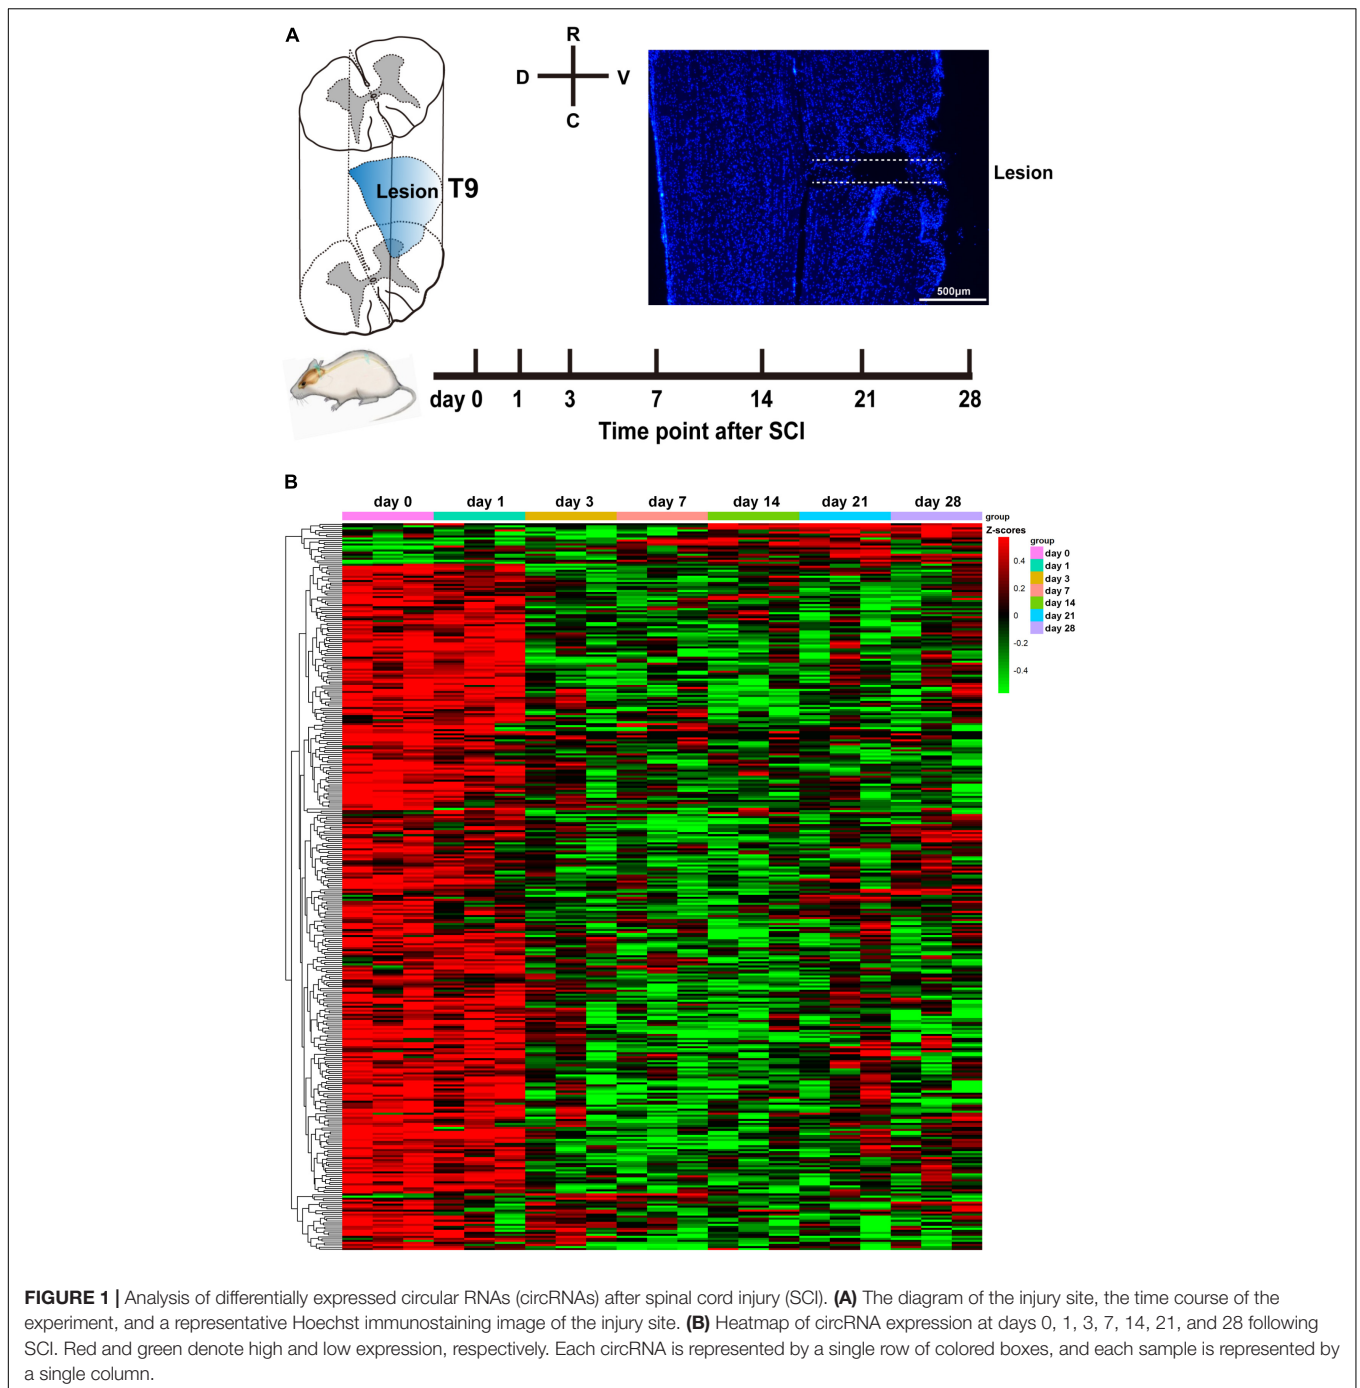 A
R
D V
C
Lesion T9
Lesion
500µm
day 0 1 3 7 14 21 28
Time point after SCI
B
day 0 day 1 day 3 day 7 day 14 day 21 day 28
group
Z-scores
0.4
0.2
0
-0.2
-0.4
group
day 0
day 1
day 3
day 7
day 14
day 21
day 28
FIGURE 1 | Analysis of differentially expressed circular RNAs (circRNAs) after spinal cord injury (SCI). (A) The diagram of the injury site, the time course of the
experiment, and a representative Hoechst immunostaining image of the injury site. (B) Heatmap of circRNA expression at days 0, 1, 3, 7, 14, 21, and 28 following
SCI. Red and green denote high and low expression, respectively. Each circRNA is represented by a single row of colored boxes, and each sample is represented by
a single column.